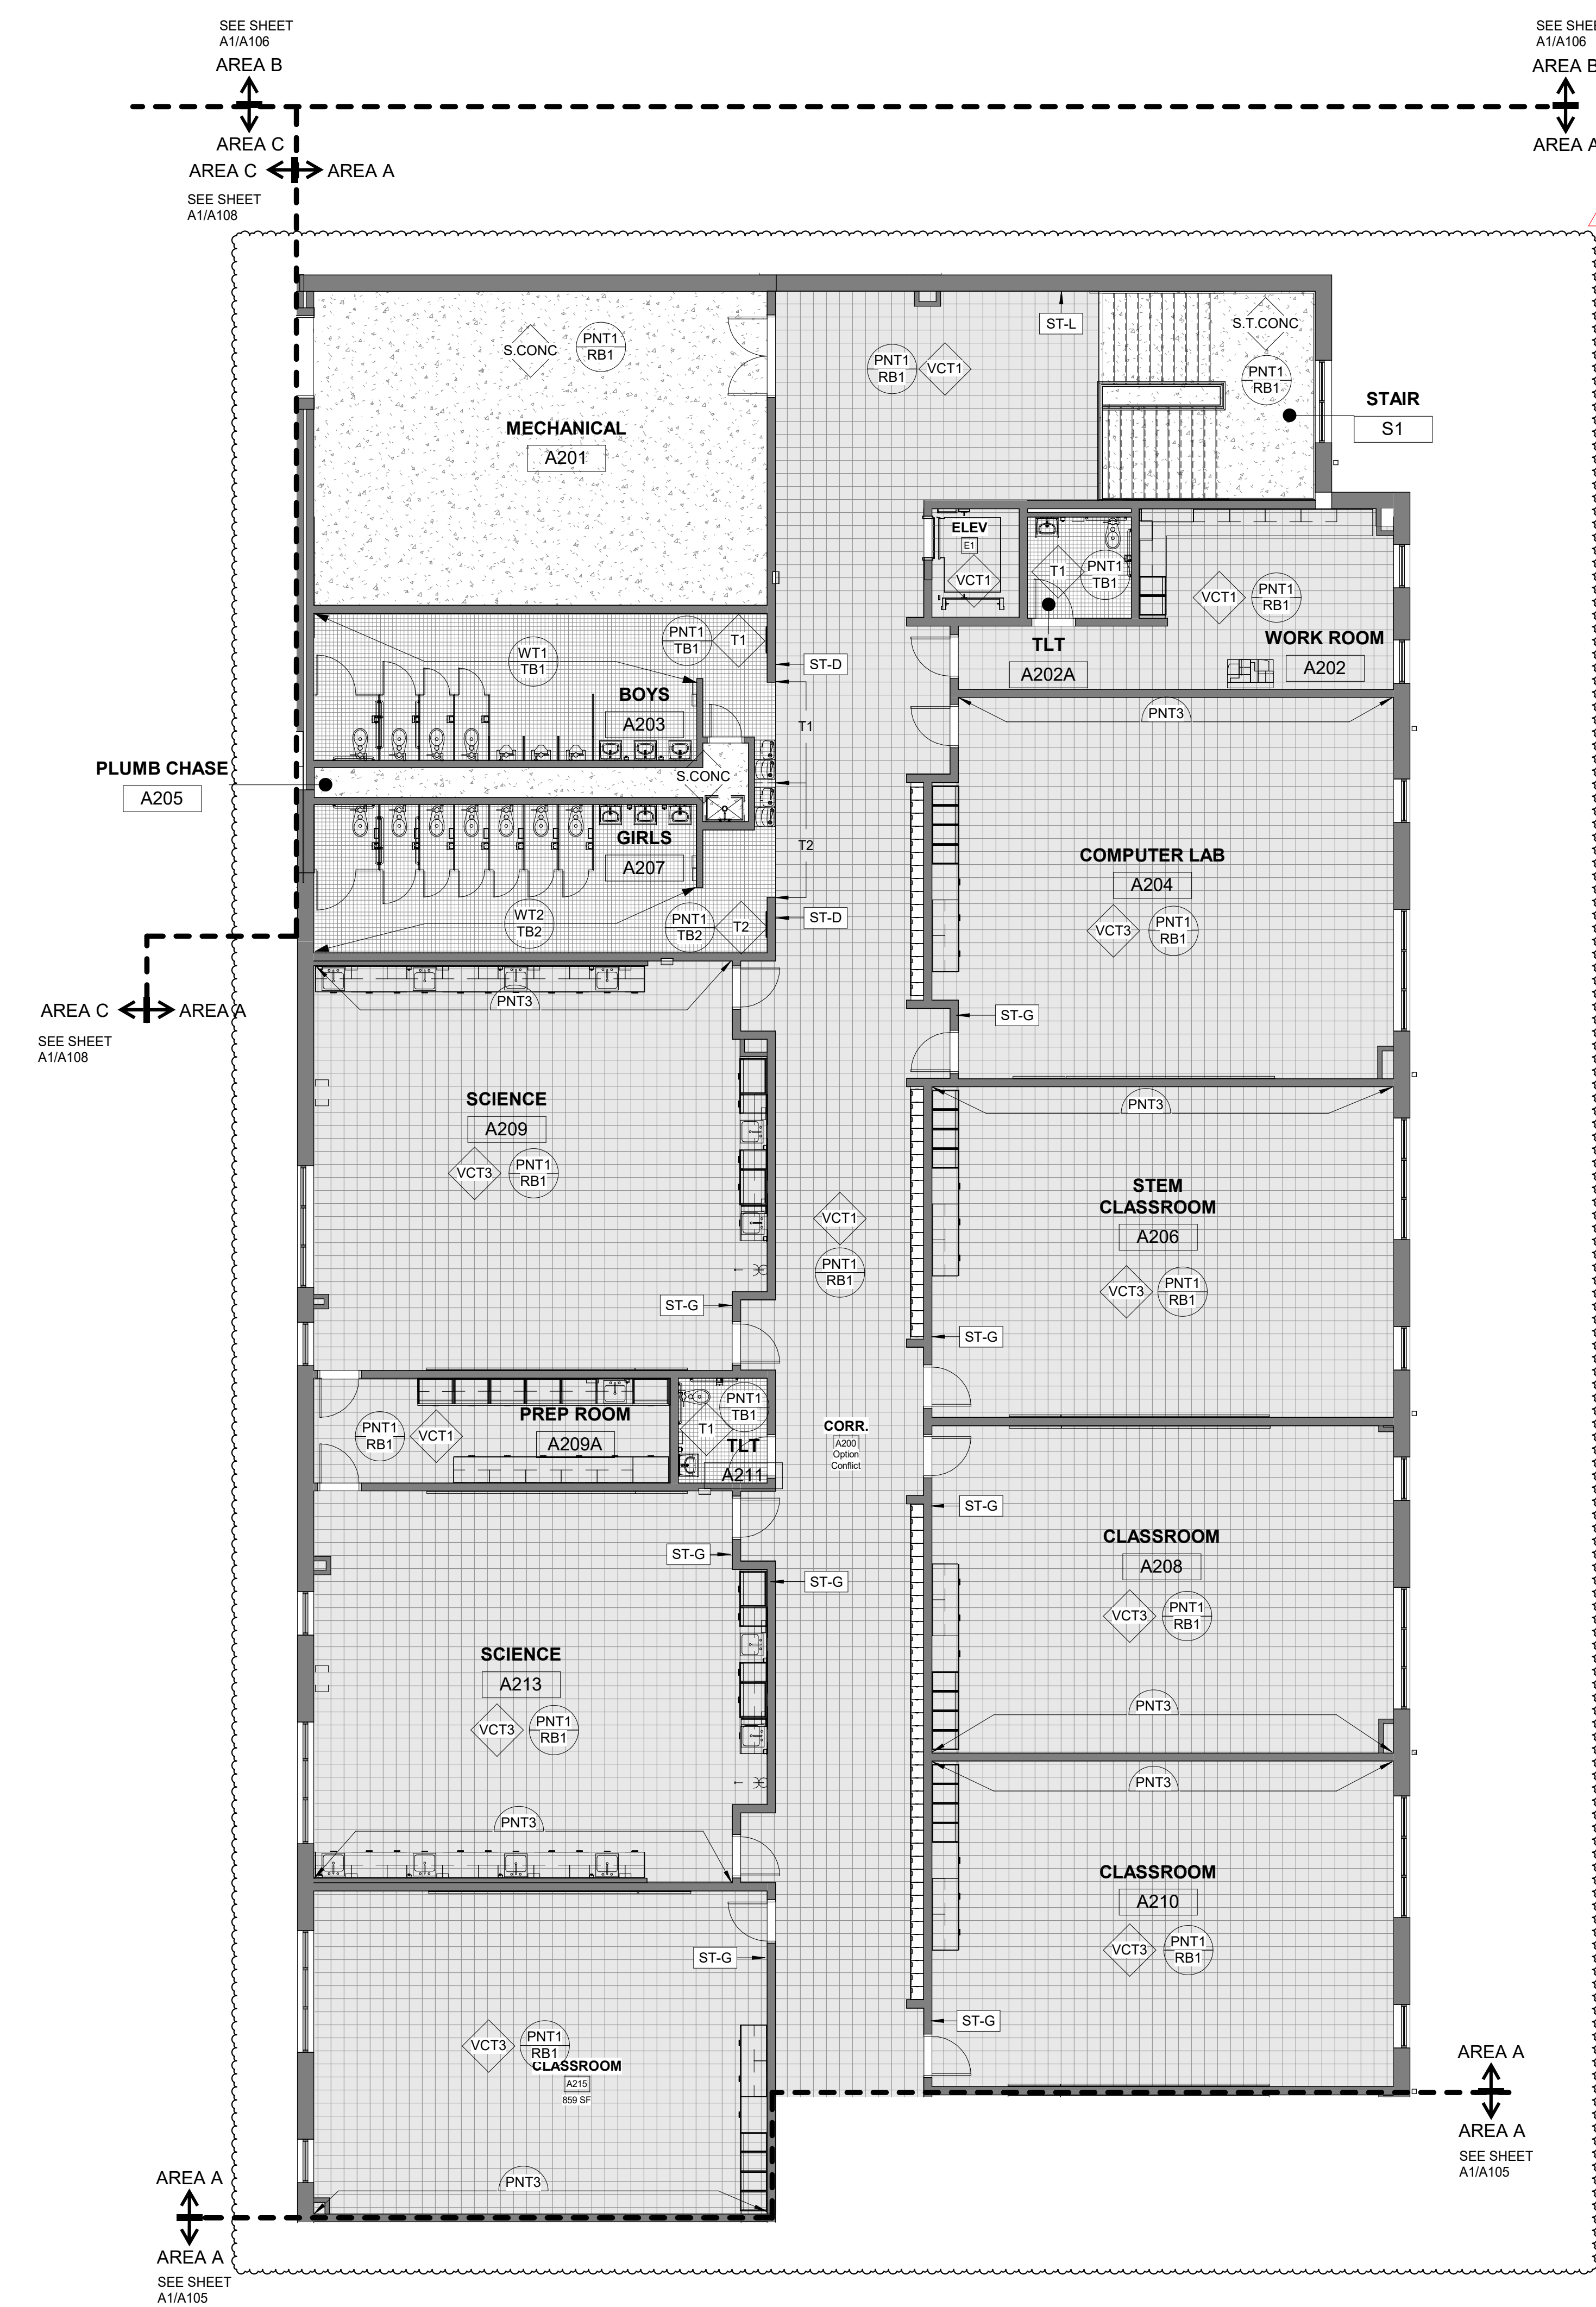 SEE SHEET
A1/A106
AREA B
AREA C
AREA C
AREA A
SEE SHEET
A1/A108
SEE SHEE
A1/A106
AREA B
AREA A
S.CONC
PNT1
RB1
MECHANICAL
A201
PNT1
RB1
VCT1
ST-L
S.T.CONC
PNT1
RB1
STAIR
S1
ELEV
E1
VCT1
T1
PNT1
TB1
TLT
A202A
VCT1
PNT1
RB1
WORK ROOM
A202
WT1
TB1
PNT1
TB1
T1
ST-D
BOYS
A203
T1
PLUMB CHASE
A205
S.CONC
T2
GIRLS
A207
WT2
TB2
PNT1
TB2
T2
ST-D
PNT3
COMPUTER LAB
A204
VCT3
PNT1
RB1
ST-G
AREA C
AREA A
SEE SHEET
A1/A108
PNT3
SCIENCE
A209
VCT3
PNT1
RB1
ST-G
PNT3
STEM
CLASSROOM
A206
VCT3
PNT1
RB1
ST-G
VCT1
PNT1
RB1
CORR.
A200
Option
Conflict
PNT1
RB1
VCT1
PREP ROOM
A209A
PNT1
TB1
T1
TLT
A211
ST-G
ST-G
ST-G
CLASSROOM
A208
VCT3
PNT1
RB1
PNT3
SCIENCE
A213
VCT3
PNT1
RB1
PNT3
PNT3
CLASSROOM
A210
VCT3
PNT1
RB1
ST-G
ST-G
VCT3
PNT1
RB1
CLASSROOM
A215
859 SF
PNT3
AREA A
AREA A
SEE SHEET
A1/A105
AREA A
AREA A
SEE SHEET
A1/A105